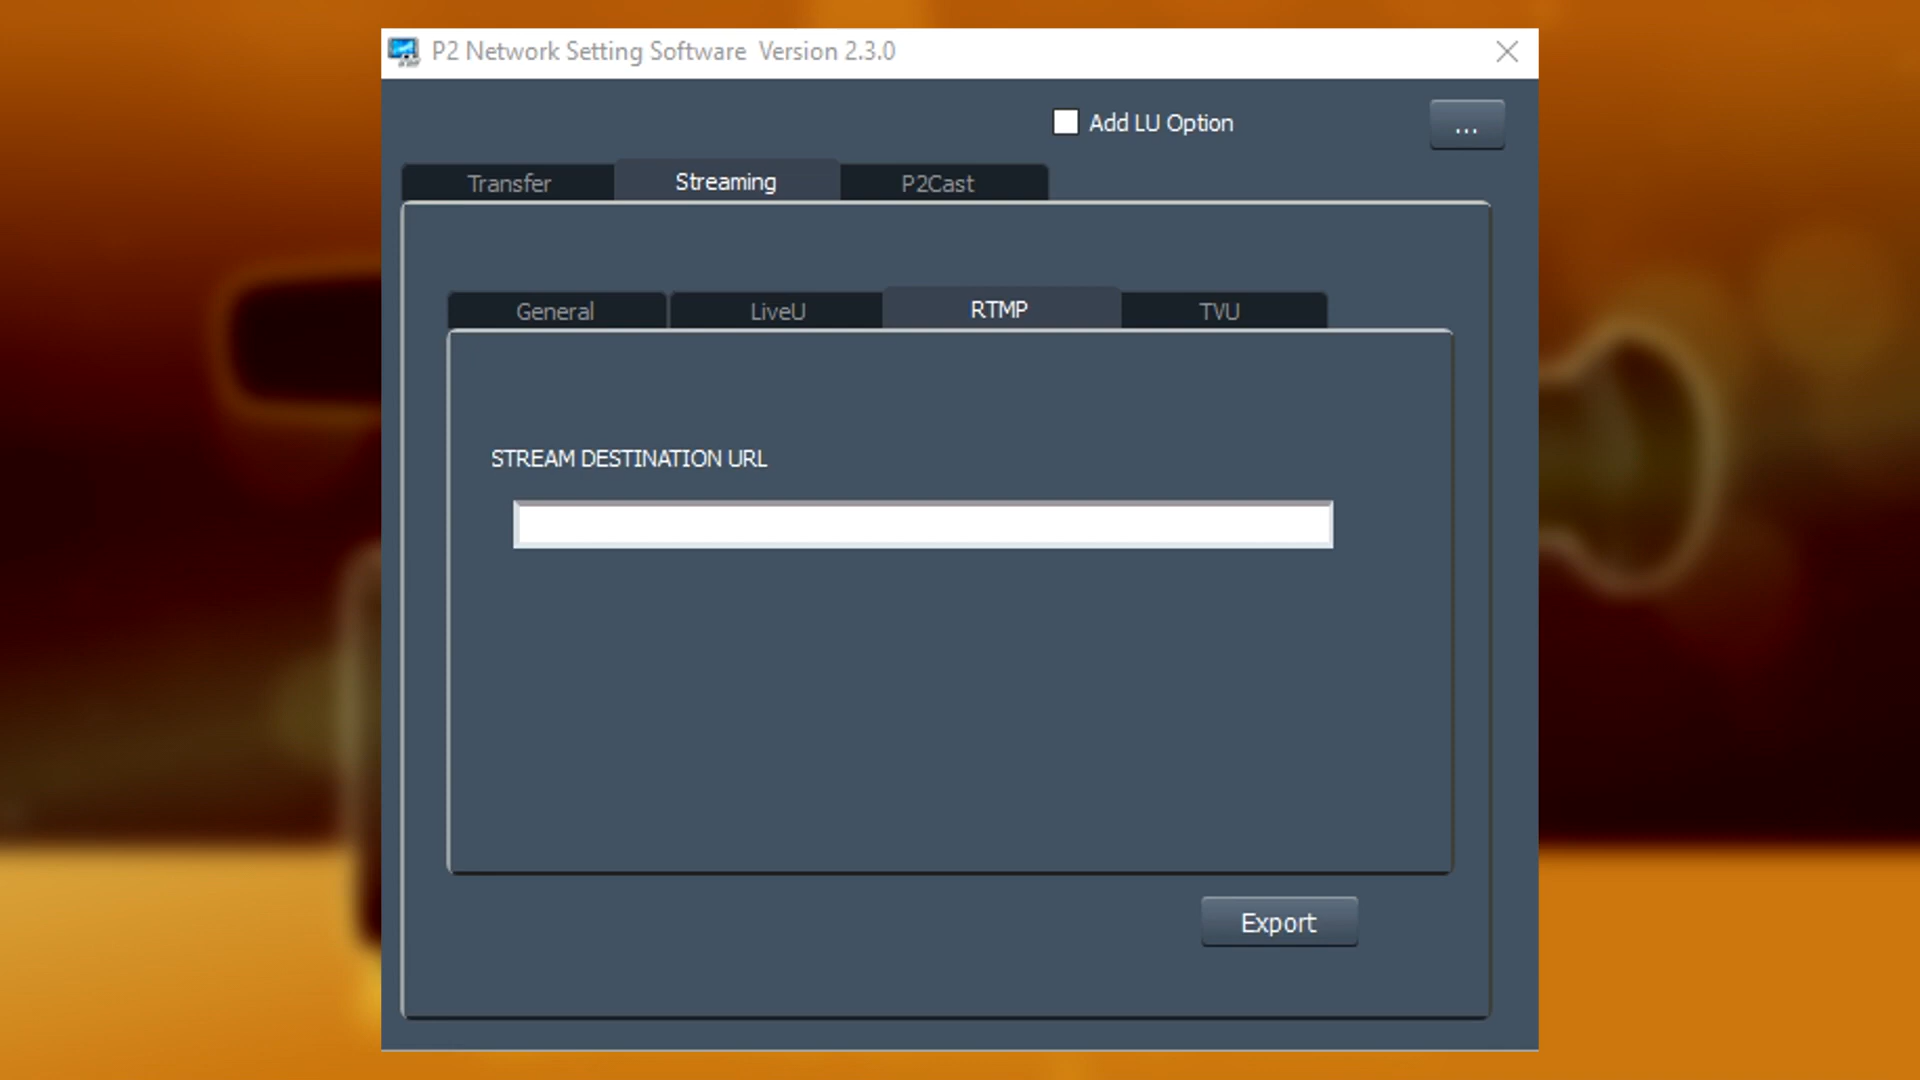 P2 Network Setting Software Version 2.3.0
Add LU Option
...
Transfer
Streaming
P2Cast
General
LiveU
RTMP
TVU
STREAM DESTINATION URL
Export